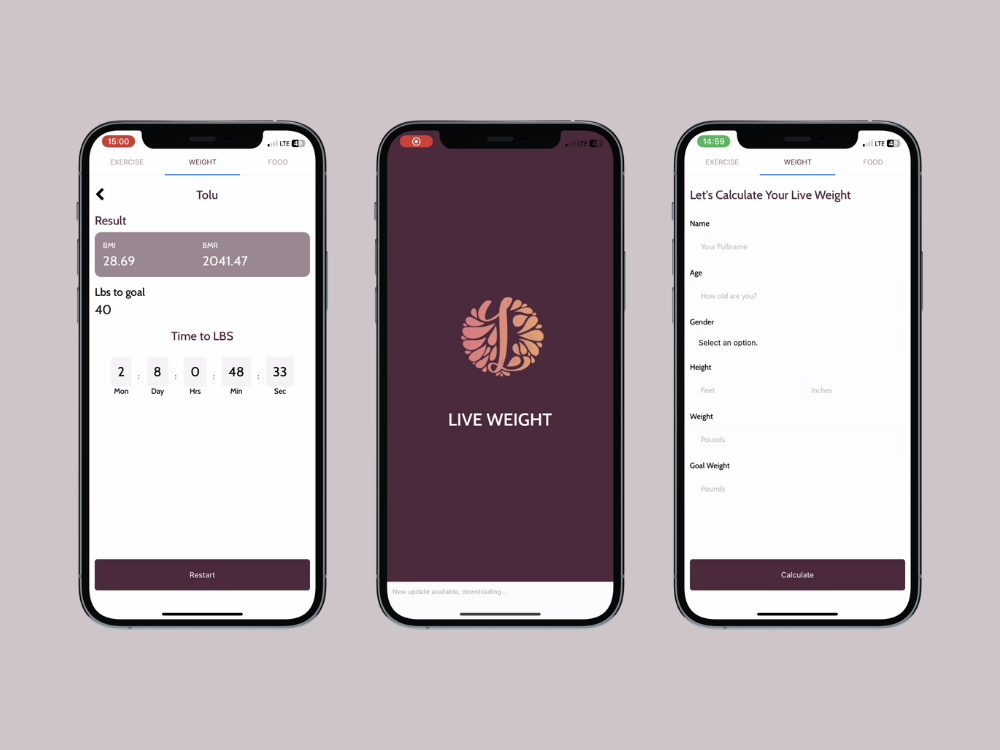 15:00
LTE
EXERCISE WEIGHT FOOD
Tolu
Result
BMI BMR
28.69 2041.47
Lbs to goal
40
Time to LBS
2 : 8 : 0 : 48 : 33
Mon Day Hrs Min Sec
Restart
LTE
LIVE WEIGHT
New update available, downloading...
14:59
LTE
EXERCISE WEIGHT FOOD
Let's Calculate Your Live Weight
Name
Your Fullname
Age
How old are you?
Gender
Select an option.
Height
Feet Inches
Weight
Pounds
Goal Weight
Pounds
Calculate